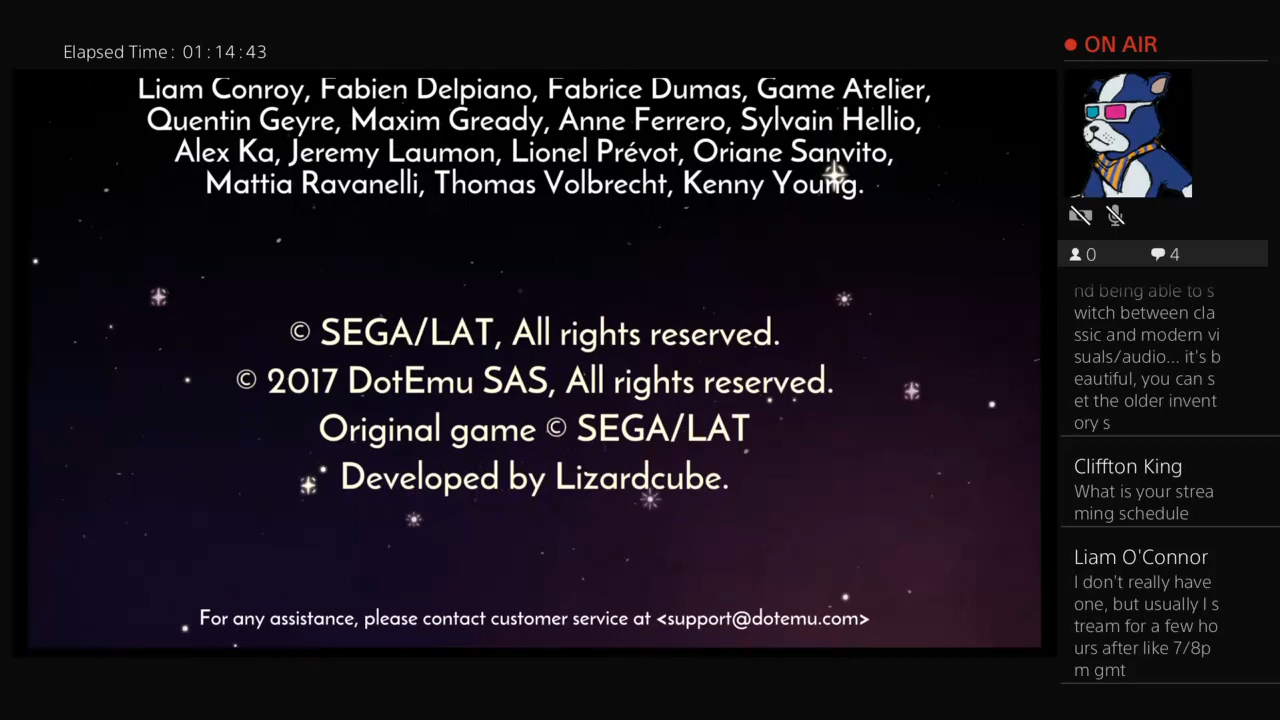 Elapsed Time: 01:14:43
ON AIR
Liam Conroy, Fabien Delpiano, Fabrice Dumas, Game Atelier,
Quentin Geyre, Maxim Gready, Anne Ferrero, Sylvain Hellio,
Alex Ka, Jeremy Laumon, Lionel Prévot, Oriane Sanvito,
Mattia Ravanelli, Thomas Volbrecht, Kenny Young.
© SEGA/LAT, All rights reserved.
© 2017 DotEmu SAS, All rights reserved.
Original game © SEGA/LAT
Developed by Lizardcube.
For any assistance, please contact customer service at <support@dotemu.com>
0
4
nd being able to s
witch between cla
ssic and modern vi
suals/audio... it's b
eautiful, you can s
et the older invent
ory s
Cliffton King
What is your strea
ming schedule
Liam O'Connor
I don't really have
one, but usually I s
tream for a few ho
urs after like 7/8p
m gmt